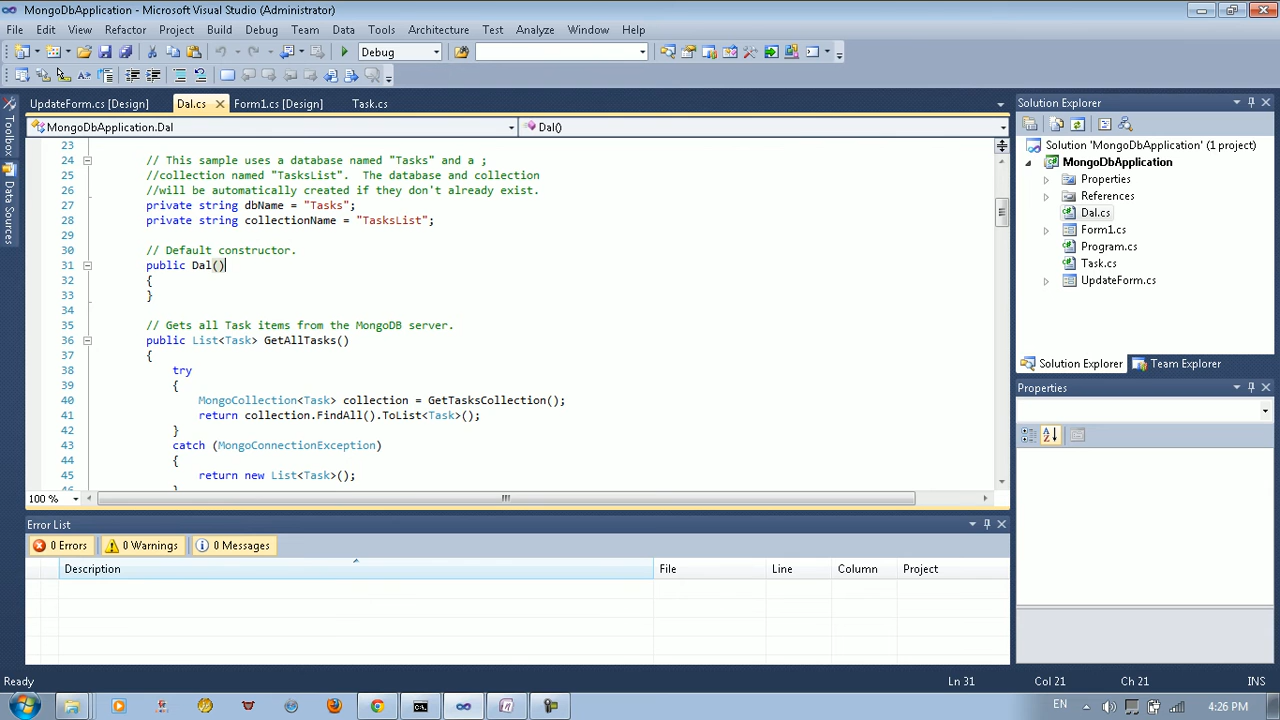 MongoDbApplication - Microsoft Visual Studio (Administrator)
File Edit View Refactor Project Build Debug Team Data Tools Architecture Test Analyze Window Help
Debug
UpdateForm.cs [Design] Dal.cs Form1.cs [Design] Task.cs
MongoDbApplication.Dal Dal()
23
24 // This sample uses a database named "Tasks" and a ;
25 //collection named "TasksList".  The database and collection
26 //will be automatically created if they don't already exist.
27 private string dbName = "Tasks";
28 private string collectionName = "TasksList";
29
30 // Default constructor.
31 public Dal()
32 {
33 }
34
35 // Gets all Task items from the MongoDB server.
36 public List<Task> GetAllTasks()
37 {
38 try
39 {
40 MongoCollection<Task> collection = GetTasksCollection();
41 return collection.FindAll().ToList<Task>();
42 }
43 catch (MongoConnectionException)
44 {
45 return new List<Task>();
100 %
Toolbox
Data Sources
Solution Explorer
Solution 'MongoDbApplication' (1 project)
MongoDbApplication
Properties
References
Dal.cs
Form1.cs
Program.cs
Task.cs
UpdateForm.cs
Solution Explorer Team Explorer
Properties
Error List
0 Errors 0 Warnings 0 Messages
Description File Line Column Project
Ready Ln 31 Col 21 Ch 21 INS
EN 4:26 PM